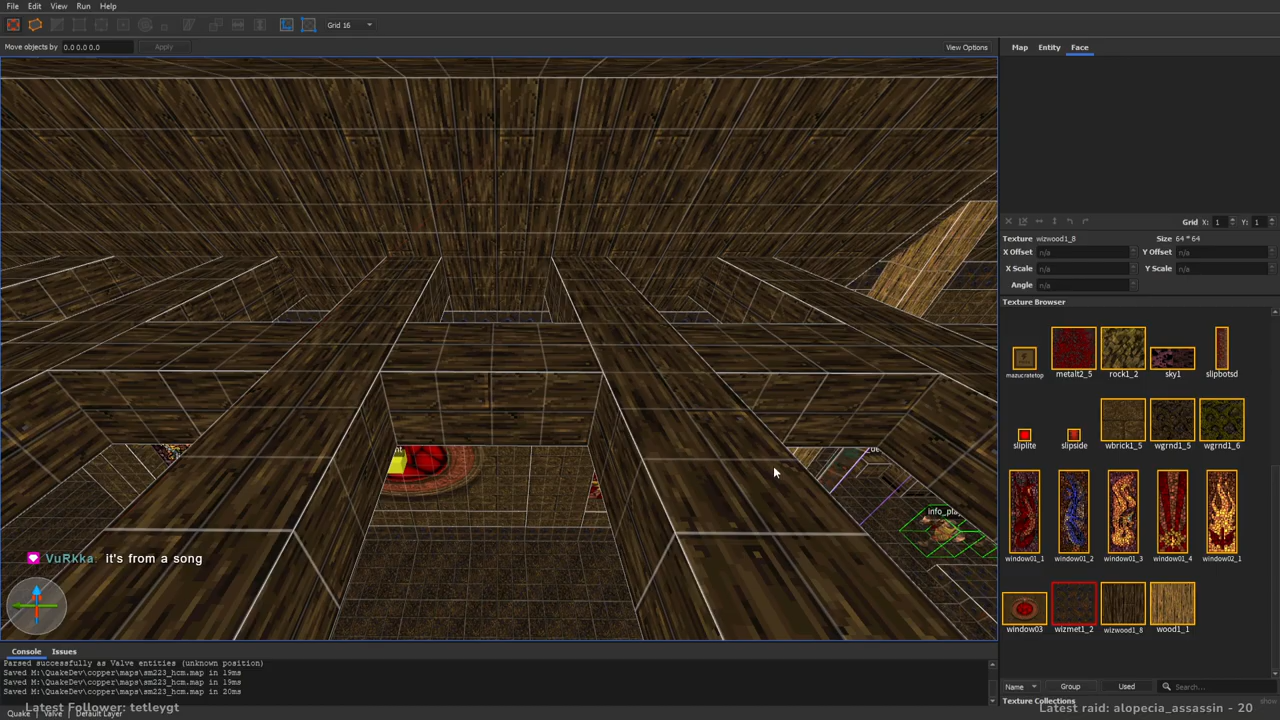 File Edit View Run Help
Grid 16
Move objects by 0.0 0.0 0.0 Apply View Options
Map Entity Face
Grid X: 1 Y: 1
Texture wizwood1_8 Size 64 * 64
X Offset n/a Y Offset n/a
X Scale n/a Y Scale n/a
Angle n/a
Texture Browser
mazucratetop metalt2_5 rock1_2 sky1 slipbotsd
sliplite slipside wbrick1_5 wgrnd1_5 wgrnd1_6
window01_1 window01_2 window01_3 window01_4 window02_1
window03 wizmet1_2 wizwood1_8 wood1_1
info_pla
VuRkka: it's from a song
Console Issues
Parsed successfully as Valve entities (unknown position)
Saved M:\QuakeDev\copper\maps\sm223_hcm.map in 19ms
Saved M:\QuakeDev\copper\maps\sm223_hcm.map in 19ms
Saved M:\QuakeDev\copper\maps\sm223_hcm.map in 20ms
Name Group Used Search...
Texture Collections show
Latest Follower: tetleygt
Latest raid: alopecia_assassin - 20
Quake Valve Default Layer